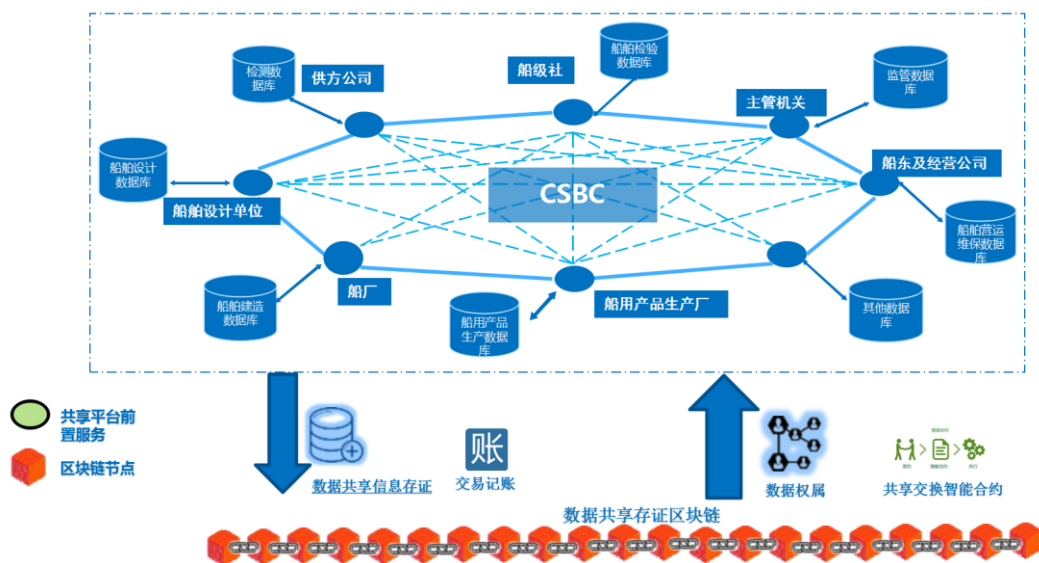 船舶检验
数据库
检测数
据库
供方公司
船级社
监管数据
库
主管机关
船舶设计
数据库
船东及经营公司
CSBC
船舶设计单位
船舶营运
维保数据
库
船厂
船用产品生产厂
船舶建造
数据库
船用产品
生产数据
库
其他数据
库
共享平台前
置服务
区块链节点
数据共享信息存证
账
交易记账
数据权属
共享交换智能合约
数据共享存证区块链